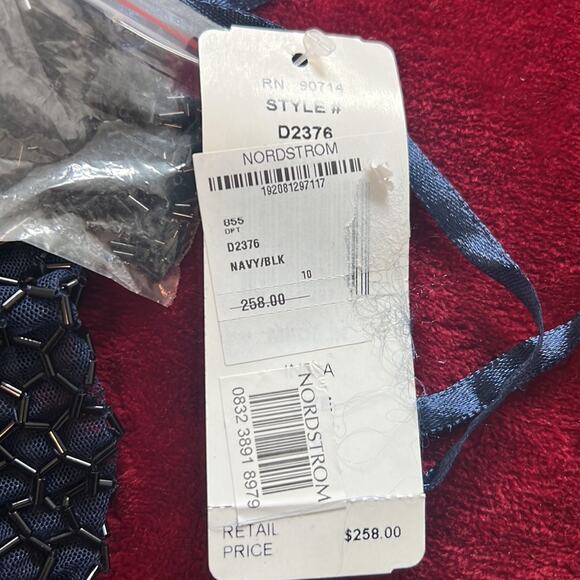 RN 90714
STYLE #
D2376
NORDSTROM
192081297117
855
DPT
D2376
NAVY/BLK
10
258.00
NORDSTROM
0832 3891 8979
RETAIL
PRICE
$258.00